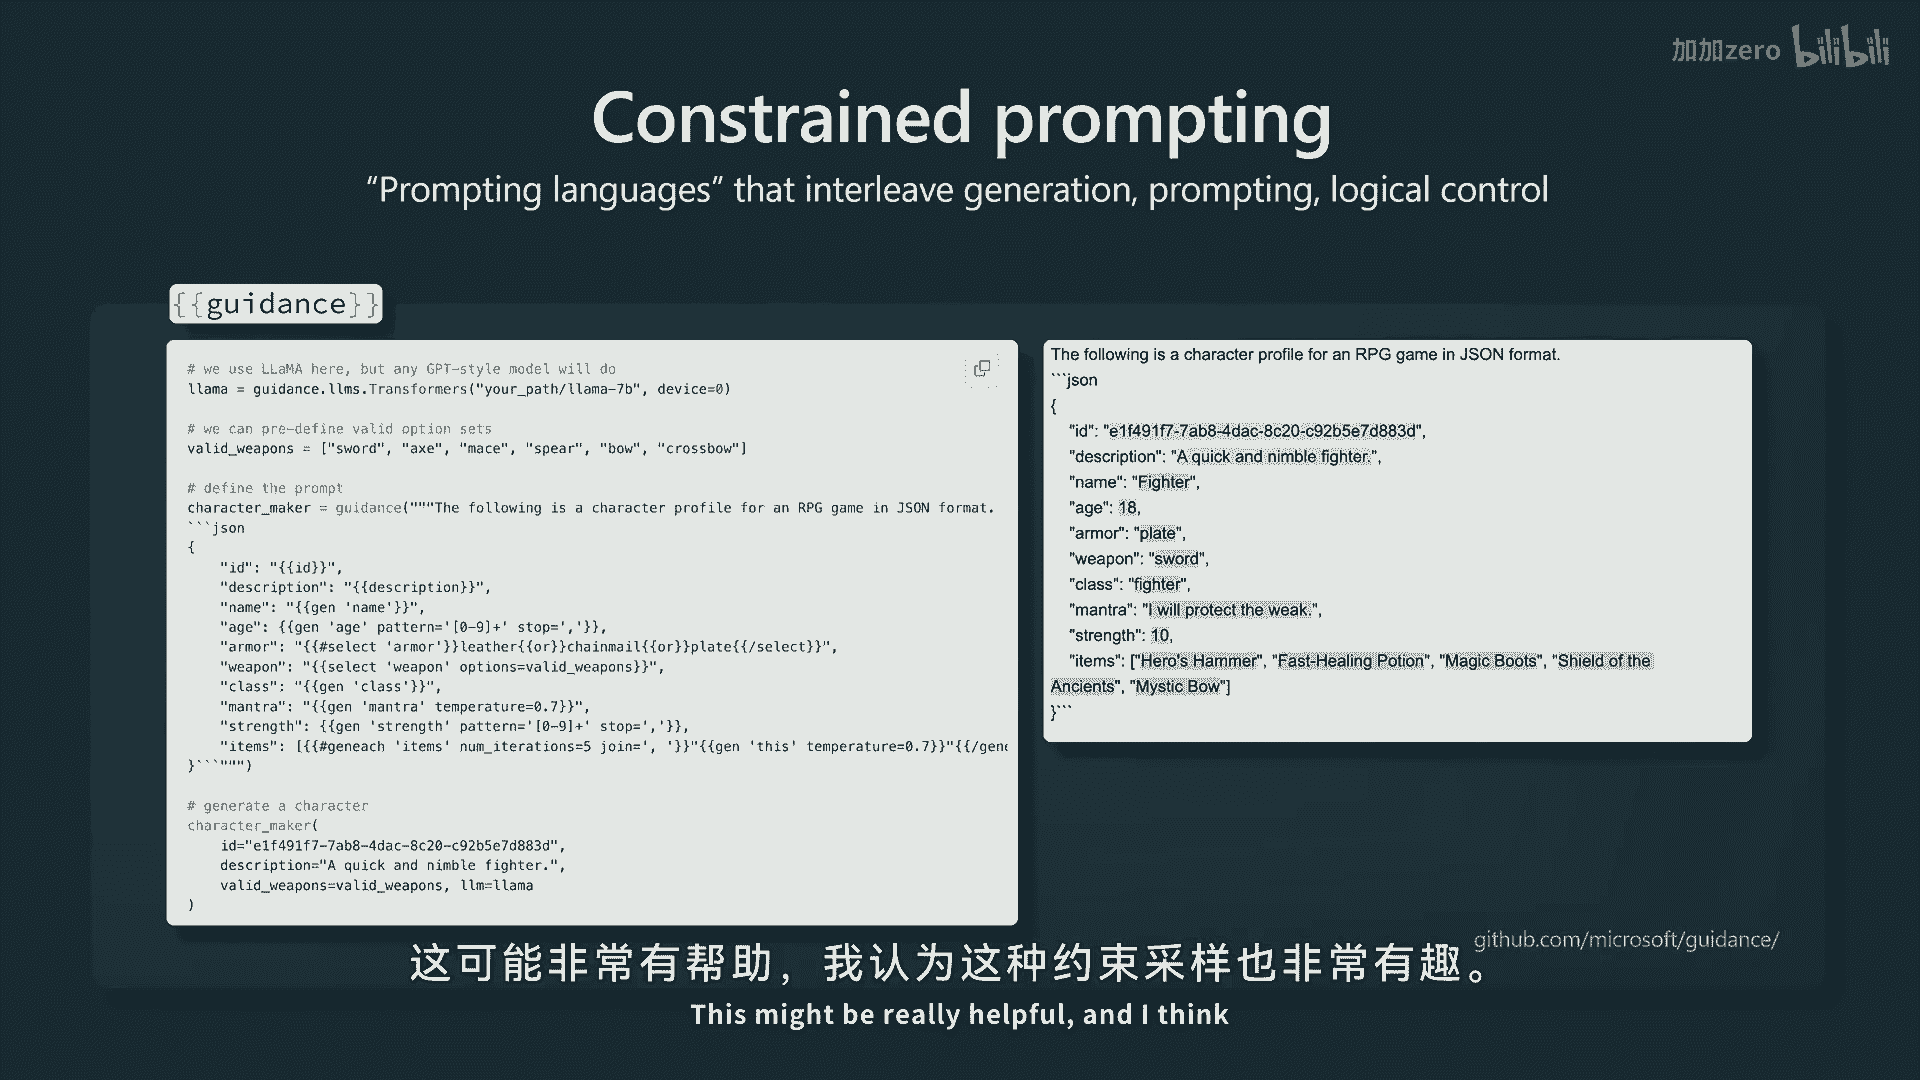 加加zero bilibili
Constrained prompting
“Prompting languages” that interleave generation, prompting, logical control
{{guidance}}
# we use LLaMA here, but any GPT-style model will do
llama = guidance.llms.Transformers("your_path/llama-7b", device=0)
# we can pre-define valid option sets
valid_weapons = ["sword", "axe", "mace", "spear", "bow", "crossbow"]
# define the prompt
character_maker = guidance("""The following is a character profile for an RPG game in JSON format.
```json
{
    "id": "{{id}}",
    "description": "{{description}}",
    "name": "{{gen 'name'}}",
    "age": {{gen 'age' pattern='[0-9]+' stop=','}},
    "armor": "{{#select 'armor'}}leather{{or}}chainmail{{or}}plate{{/select}}",
    "weapon": "{{select 'weapon' options=valid_weapons}}",
    "class": "{{gen 'class'}}",
    "mantra": "{{gen 'mantra' temperature=0.7}}",
    "strength": {{gen 'strength' pattern='[0-9]+' stop=','}},
    "items": [{{#geneach 'items' num_iterations=5 join=', '}}"{{gen 'this' temperature=0.7}}"{{/gene
}```""")
# generate a character
character_maker(
    id="e1f491f7-7ab8-4dac-8c20-c92b5e7d883d",
    description="A quick and nimble fighter.",
    valid_weapons=valid_weapons, llm=llama
)
The following is a character profile for an RPG game in JSON format.
```json
{
    "id": "e1f491f7-7ab8-4dac-8c20-c92b5e7d883d",
    "description": "A quick and nimble fighter.",
    "name": "Fighter",
    "age": 18,
    "armor": "plate",
    "weapon": "sword",
    "class": "fighter",
    "mantra": "I will protect the weak.",
    "strength": 10,
    "items": ["Hero's Hammer", "Fast-Healing Potion", "Magic Boots", "Shield of the
Ancients", "Mystic Bow"]
}```
github.com/microsoft/guidance/
这可能非常有帮助，我认为这种约束采样也非常有趣。
This might be really helpful, and I think